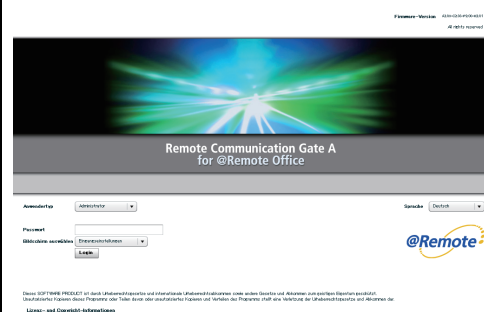 Firmware-Version
All rights reserved
Remote Communication Gate A
for @Remote Office
Anwendertyp Administrator Sprache Deutsch
Passwort
Bildschirm auswählen Eingangseinstellungen
Login
@Remote
Dieses SOFTWARE-PRODUCT ist durch Urheberrechtsgesetze und internationale Urheberrechtsabkommen sowie andere Gesetze und Abkommen zum geistigen Eigentum geschützt.
Unautorisiertes Kopieren dieses Programms oder Teilen davon oder unautorisiertes Kopieren und Verteilen des Programms stellt eine Verletzung der Urheberrechtsgesetze und Abkommen dar.
Lizenz- und Copyright-Informationen